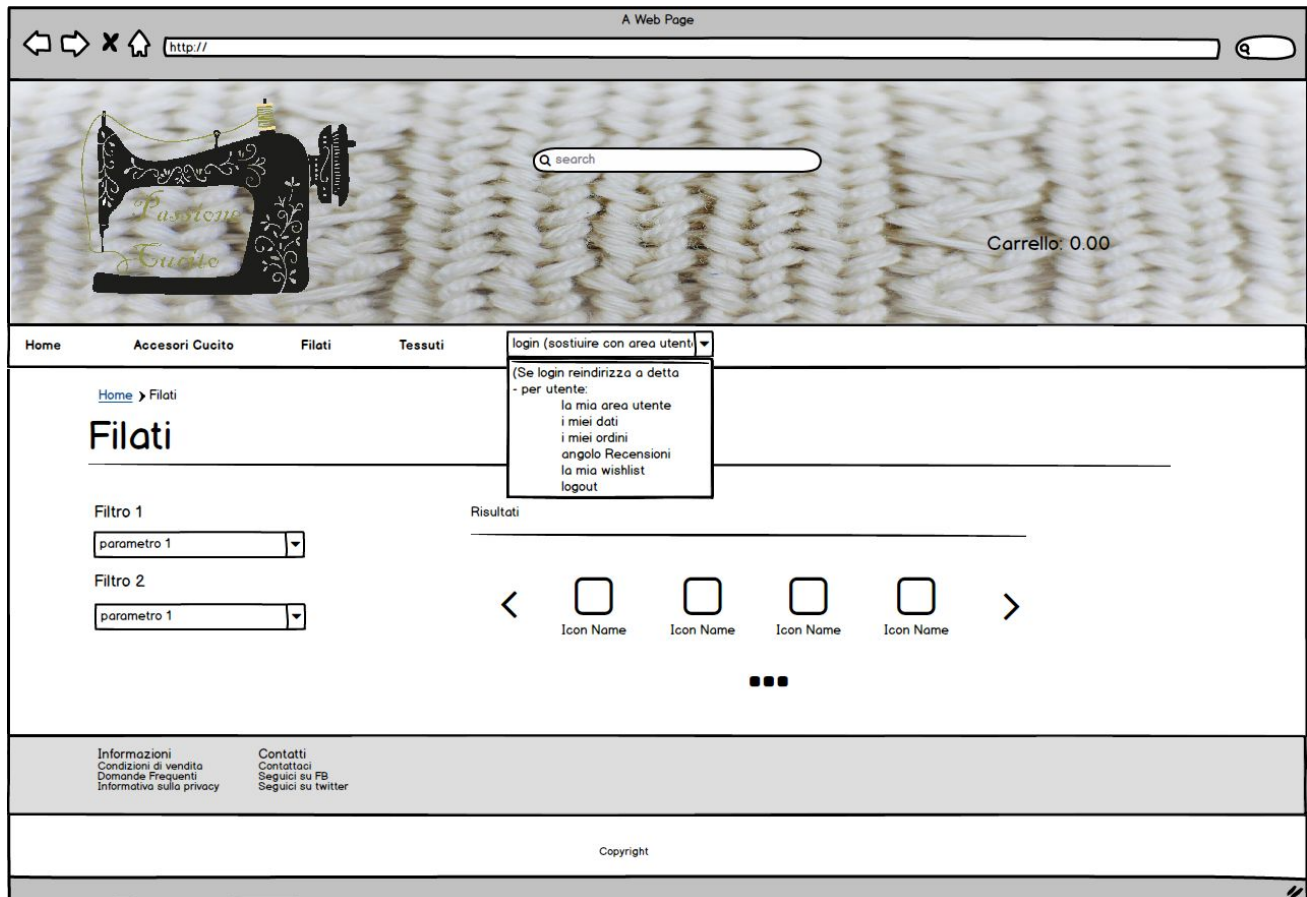 A Web Page
http://
search
Passione
Cucito
Carrello: 0.00
Home Accesori Cucito Filati Tessuti login (sostiuire con area utent
(Se login reindirizza a detta
- per utente:
la mia area utente
i miei dati
i miei ordini
angolo Recensioni
la mia wishlist
logout
Home Filati
Filati
Filtro 1
parametro 1
Filtro 2
parametro 1
Risultati
Icon Name Icon Name Icon Name Icon Name
Informazioni
Condizioni di vendita
Domande Frequenti
Informativa sulla privacy
Contatti
Contattaci
Seguici su FB
Seguici su twitter
Copyright